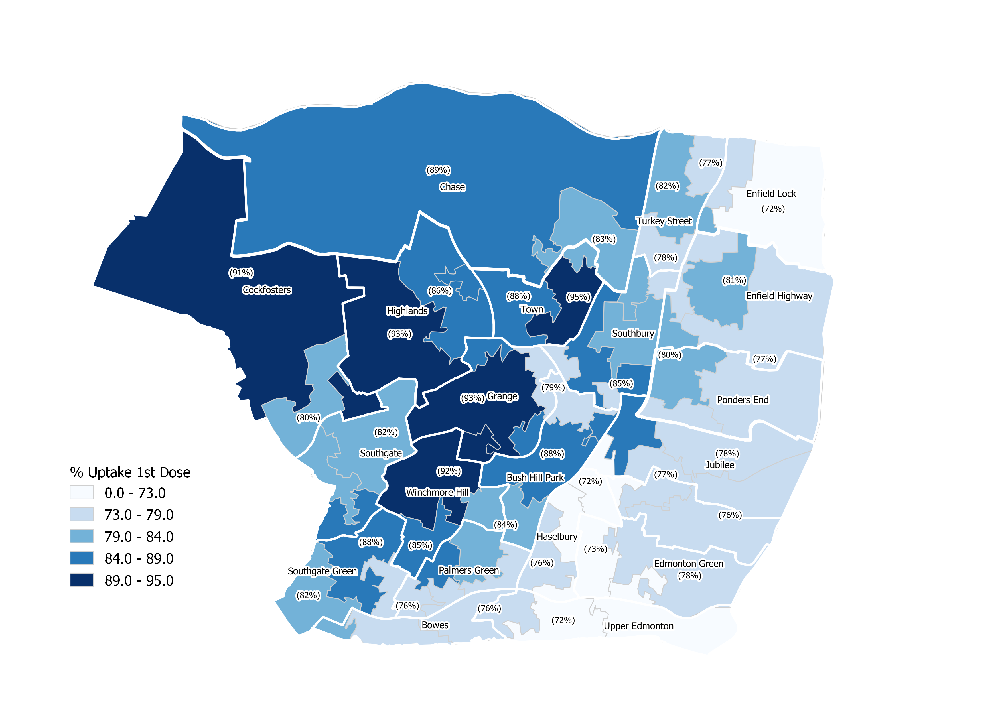 (77%)
(89%)
(82%)
Chase
Enfield Lock
(72%)
Turkey Street
(83%)
(78%)
(91%)
(81%)
Cockfosters
(86%)
(88%)
(95%)
Enfield Highway
Highlands
Town
(93%)
Southbury
(80%)
(77%)
(85%)
(79%)
(93%)
Grange
Ponders End
(80%)
(82%)
Southgate
(88%)
(78%)
Jubilee
(92%)
Bush Hill Park
(77%)
(72%)
Winchmore Hill
(76%)
(84%)
Haselbury
(88%)
(85%)
(73%)
(76%)
Edmonton Green
(78%)
Southgate Green
Palmers Green
(82%)
(76%)
(76%)
(72%)
Bowes
Upper Edmonton
% Uptake 1st Dose
0.0 - 73.0
73.0 - 79.0
79.0 - 84.0
84.0 - 89.0
89.0 - 95.0